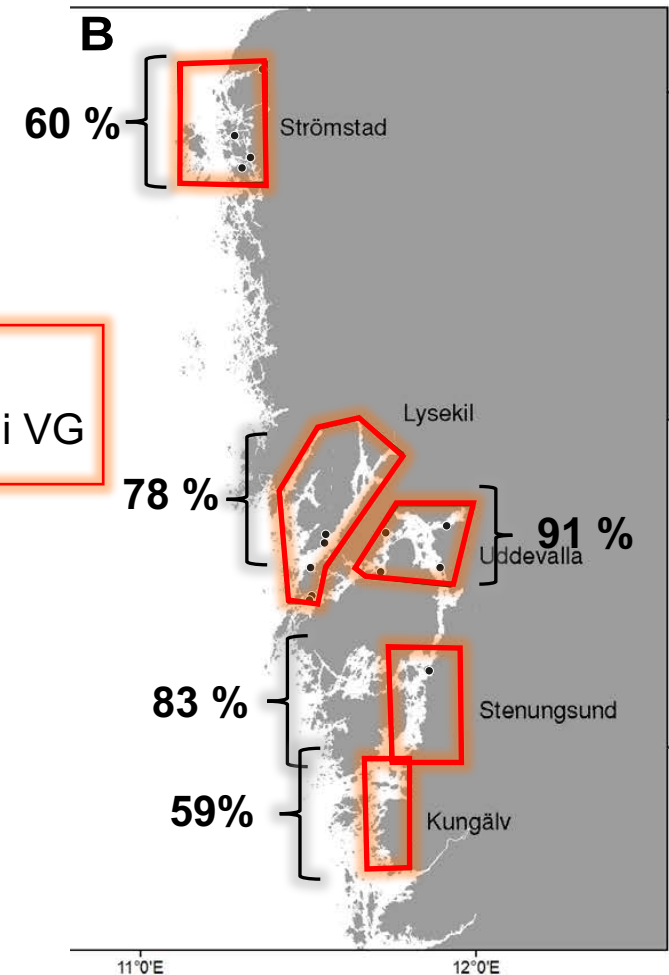 B
60 %
Strömstad
i VG
Lysekil
78 %
91 %
Uddevalla
83 %
Stenungsund
59%
Kungälv
11°0'E
12°0'E